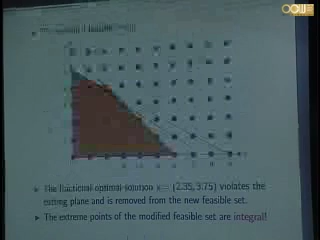 ➤ The fractional optimal solution x = (2.35, 3.75) violates the
cutting plane and is removed from the new feasible set.
➤ The extreme points of the modified feasible set are integral!